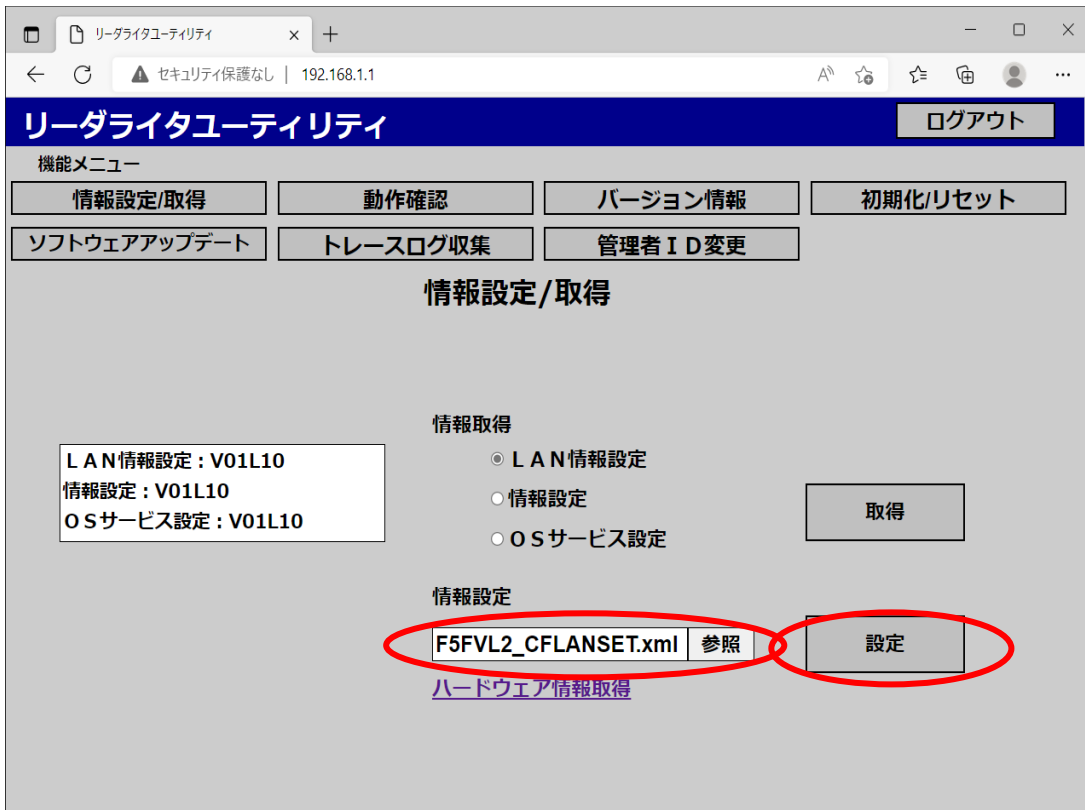 リーダライタユーティリティ
セキュリティ保護なし | 192.168.1.1
リーダライタユーティリティ ログアウト
機能メニュー
情報設定/取得 動作確認 バージョン情報 初期化/リセット
ソフトウェアアップデート トレースログ収集 管理者ＩＤ変更
情報設定/取得
情報取得
ＬＡＮ情報設定：V01L10
情報設定：V01L10
ＯＳサービス設定：V01L10
ＬＡＮ情報設定
情報設定
ＯＳサービス設定
取得
情報設定
F5FVL2_CFLANSET.xml 参照 設定
ハードウェア情報取得